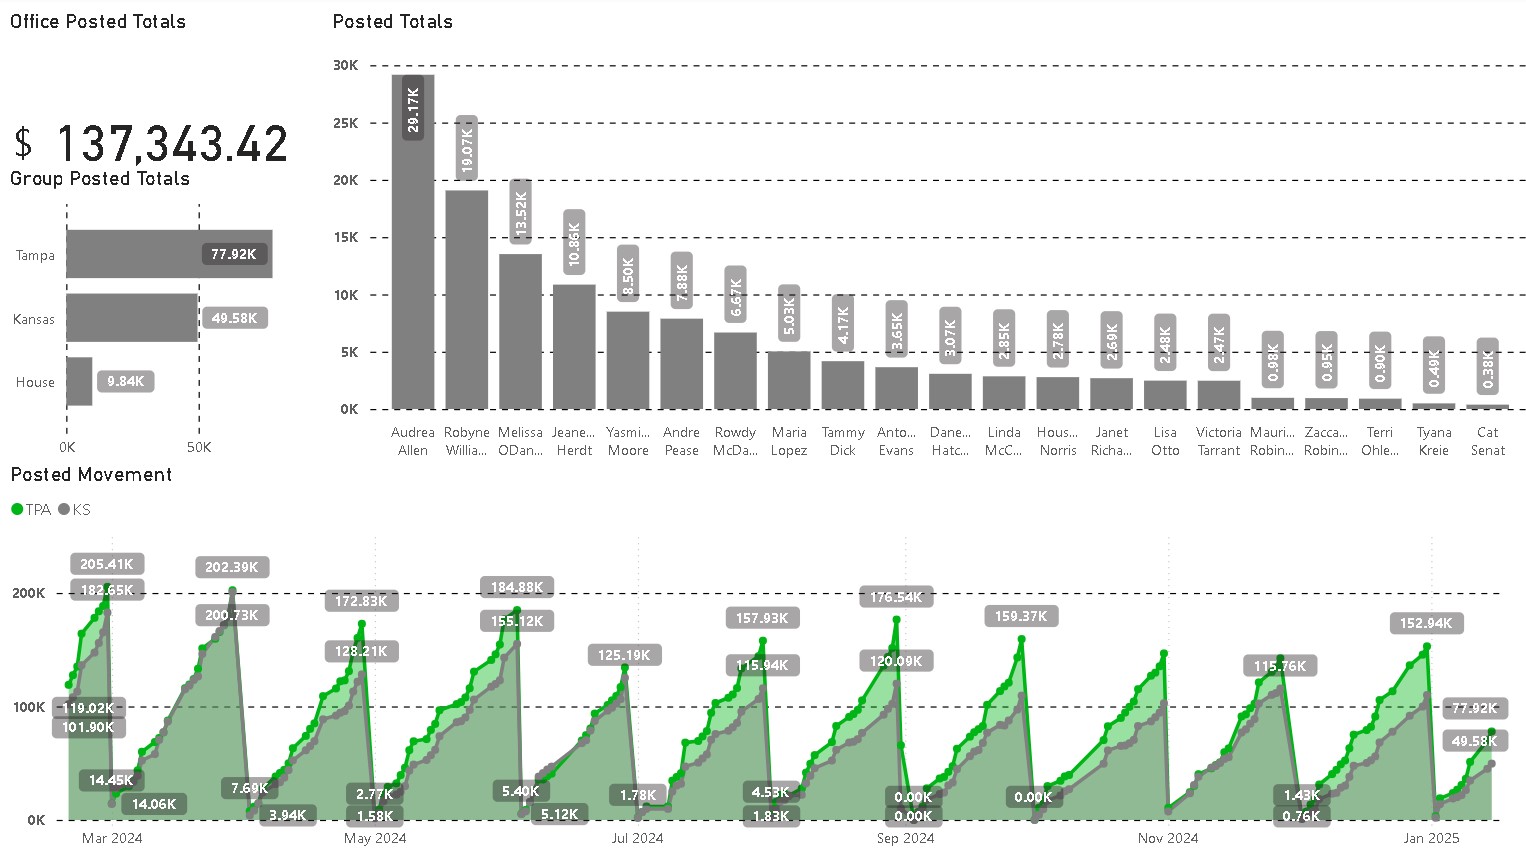 Office Posted Totals
$ 137,343.42
Group Posted Totals
Tampa 77.92K
Kansas 49.58K
House 9.84K
0K 50K
Posted Totals
30K
25K
20K
15K
10K
5K
0K
29.17K 19.07K 13.52K 10.86K 8.50K 7.88K 6.67K 5.03K 4.17K 3.65K 3.07K 2.85K 2.78K 2.69K 2.48K 2.47K 0.98K 0.95K 0.90K 0.49K 0.38K
Audrea Robyne Melissa Jeane... Yasmi... Andre Rowdy Maria Tammy Anto... Dane... Linda Hous... Janet Lisa Victoria Mauri... Zacca... Terri Tyana Cat
Allen Willia... ODan... Herdt Moore Pease McDa... Lopez Dick Evans Hatc... McC... Norris Richa... Otto Tarrant Robin... Robin... Ohle... Kreie Senat
Posted Movement
TPA KS
200K
100K
0K
205.41K 202.39K 172.83K 184.88K 125.19K 157.93K 176.54K 159.37K 115.76K 152.94K
182.65K 200.73K 128.21K 155.12K 115.94K 120.09K
119.02K 77.92K
101.90K 49.58K
14.45K 7.69K 2.77K 5.40K 1.78K 4.53K 0.00K 0.00K 1.43K
14.06K 3.94K 1.58K 5.12K 1.83K 0.00K 0.76K
Mar 2024 May 2024 Jul 2024 Sep 2024 Nov 2024 Jan 2025